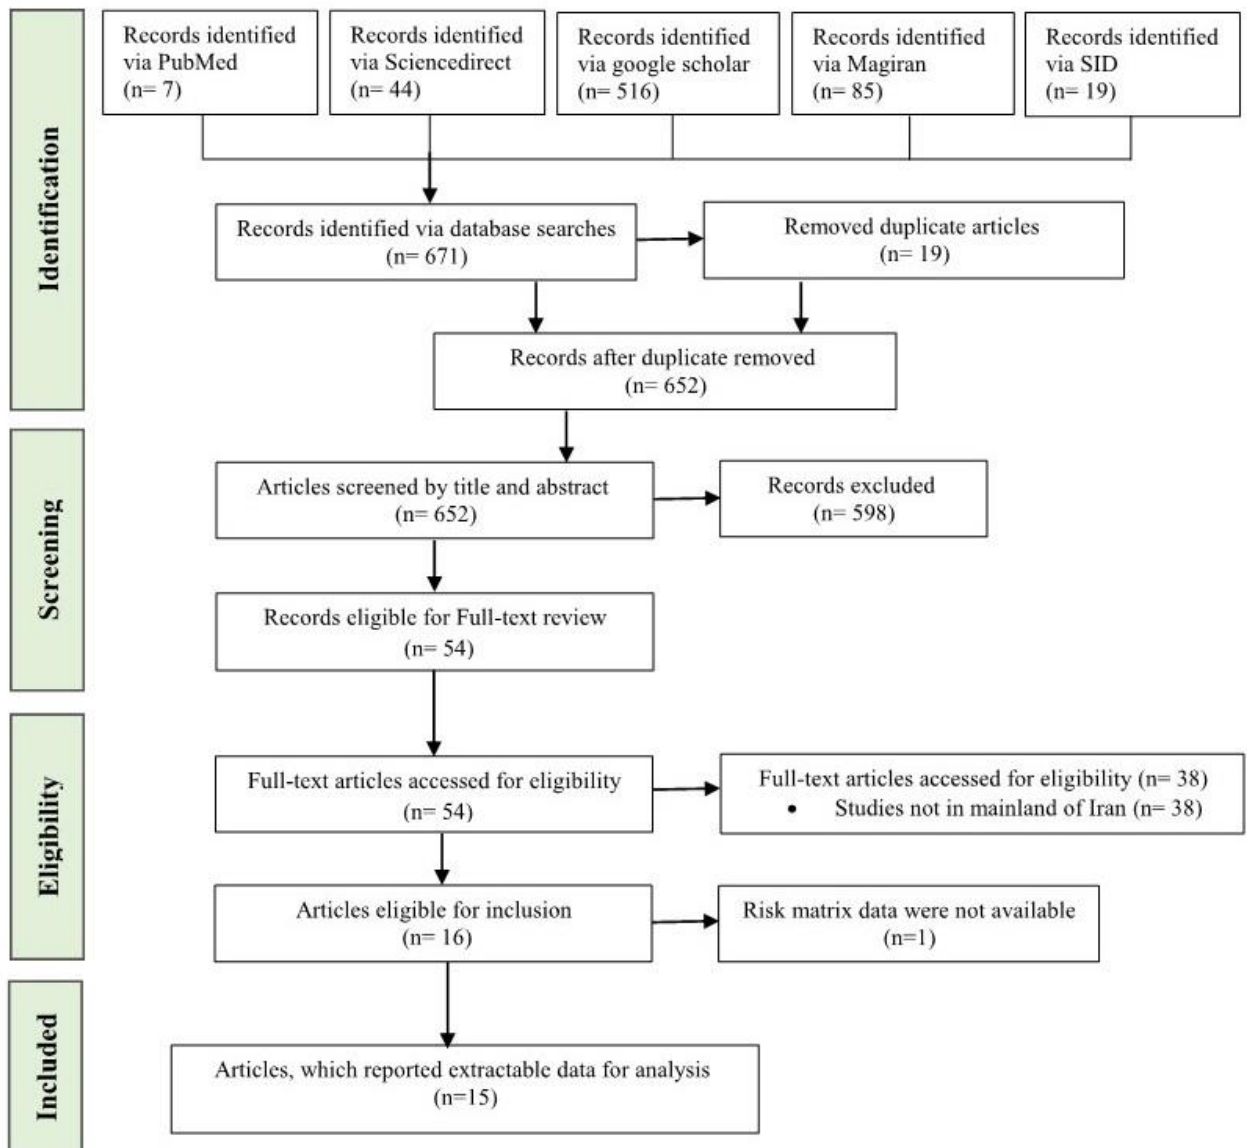 Identification
Records identified
via PubMed
(n= 7)
Records identified
via Sciencedirect
(n= 44)
Records identified
via google scholar
(n= 516)
Records identified
via Magiran
(n= 85)
Records identified
via SID
(n= 19)
Records identified via database searches
(n= 671)
Removed duplicate articles
(n= 19)
Records after duplicate removed
(n= 652)
Screening
Articles screened by title and abstract
(n= 652)
Records excluded
(n= 598)
Records eligible for Full-text review
(n= 54)
Eligibility
Full-text articles accessed for eligibility
(n= 54)
Full-text articles accessed for eligibility (n= 38)
• Studies not in mainland of Iran (n= 38)
Articles eligible for inclusion
(n= 16)
Risk matrix data were not available
(n=1)
Included
Articles, which reported extractable data for analysis
(n=15)